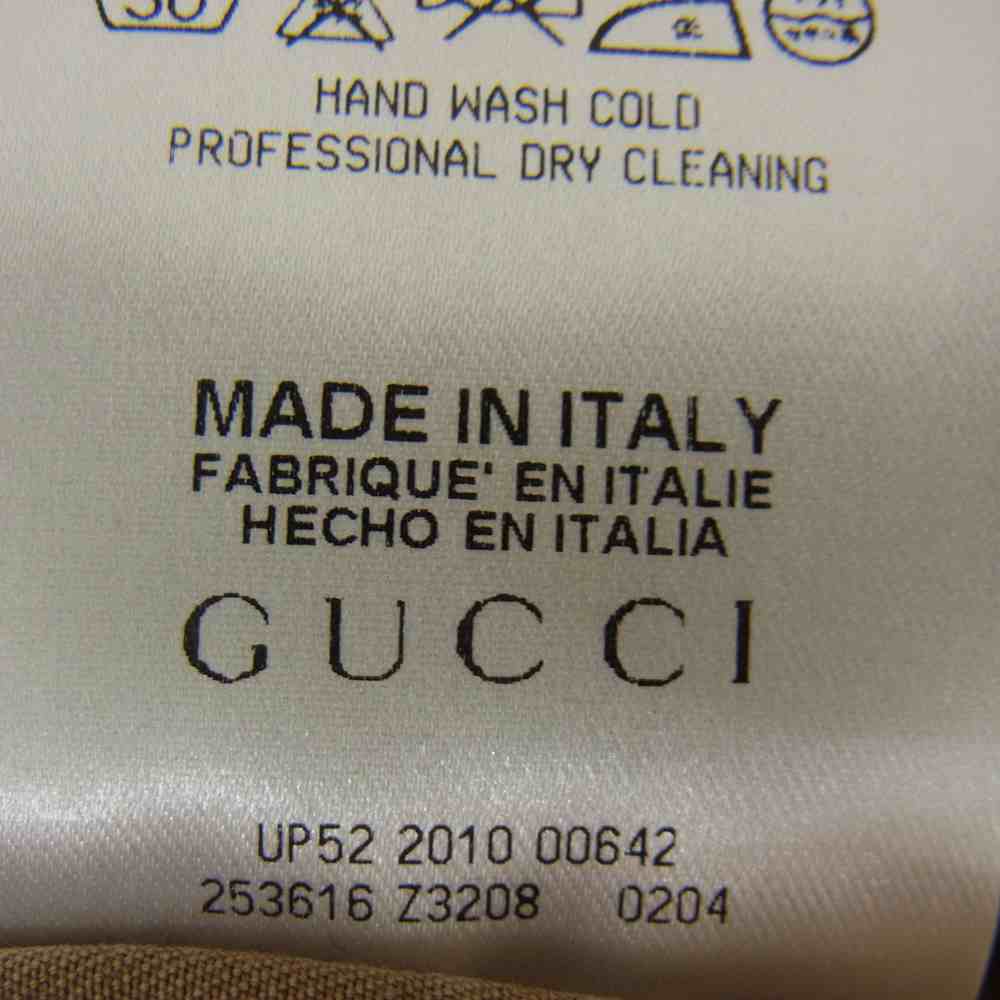 30
HAND WASH COLD
PROFESSIONAL DRY CLEANING
MADE IN ITALY
FABRIQUE' EN ITALIE
HECHO EN ITALIA
GUCCI
UP52 2010 00642
253616 Z3208 0204